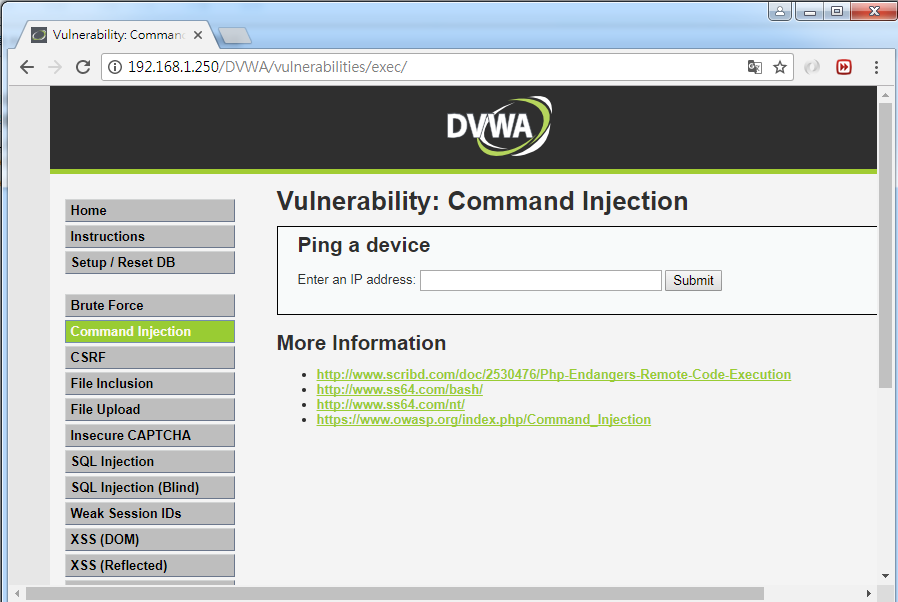 Vulnerability: Comman
192.168.1.250/DVWA/vulnerabilities/exec/
DVWA
Home
Instructions
Setup / Reset DB
Brute Force
Command Injection
CSRF
File Inclusion
File Upload
Insecure CAPTCHA
SQL Injection
SQL Injection (Blind)
Weak Session IDs
XSS (DOM)
XSS (Reflected)
Vulnerability: Command Injection
Ping a device
Enter an IP address:
Submit
More Information
http://www.scribd.com/doc/2530476/Php-Endangers-Remote-Code-Execution
http://www.ss64.com/bash/
http://www.ss64.com/nt/
https://www.owasp.org/index.php/Command_Injection